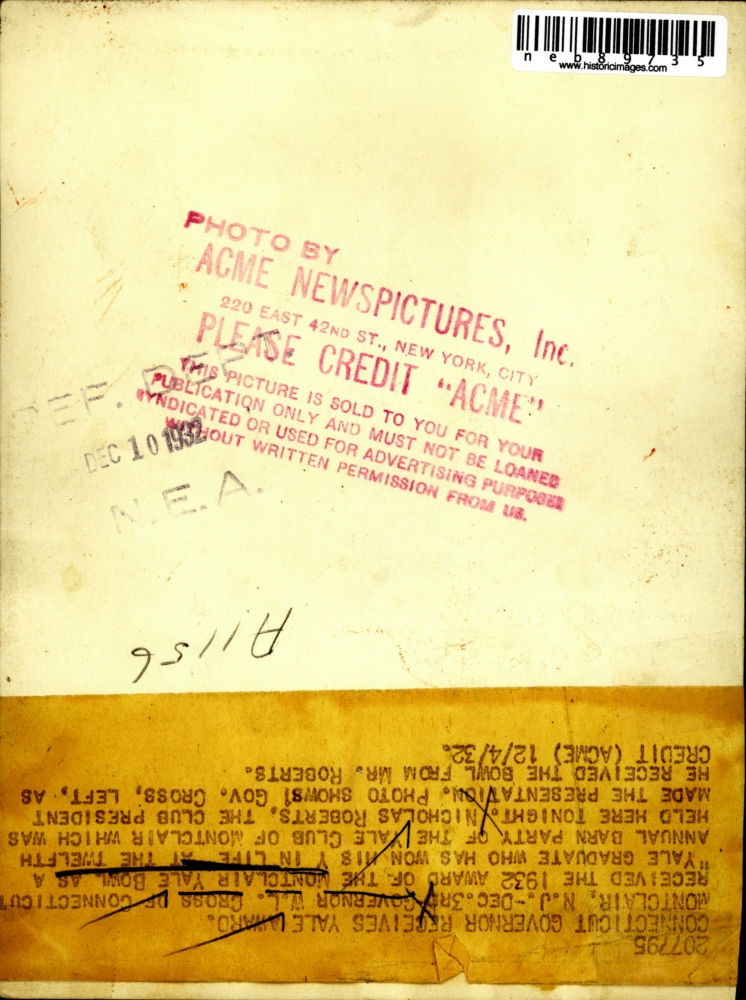 neb89735
www.historicimages.com
PHOTO BY
ACME NEWSPICTURES, Inc.
220 EAST 42ND ST., NEW YORK, CITY
PLEASE CREDIT "ACME"
THIS PICTURE IS SOLD TO YOU FOR YOUR
PUBLICATION ONLY AND MUST NOT BE LOANED
SYNDICATED OR USED FOR ADVERTISING PURPOSES
WITHOUT WRITTEN PERMISSION FROM US.
REF. DEPT.
DEC 10 1932
N.E.A.
A1156
207795
CONNECTICUT GOVERNOR RECEIVES YALE AWARD.
MONTCLAIR, N.J.-DEC.3RD.GOVERNOR W.L. CROSS OF CONNECTICUT
RECEIVED THE 1932 AWARD OF THE MONTCLAIR YALE BOWL AS A
"YALE GRADUATE WHO HAS WON HIS Y IN LIFE" AT THE TWELFTH
ANNUAL BARN PARTY OF THE YALE CLUB OF MONTCLAIR WHICH WAS
HELD HERE TONIGHT. NICHOLAS ROBERTS, THE CLUB PRESIDENT
MADE THE PRESENTATION. PHOTO SHOWS GOV. CROSS, LEFT, AS
HE RECEIVED THE BOWL FROM MR. ROBERTS.
CREDIT (ACME) 12/4/32.